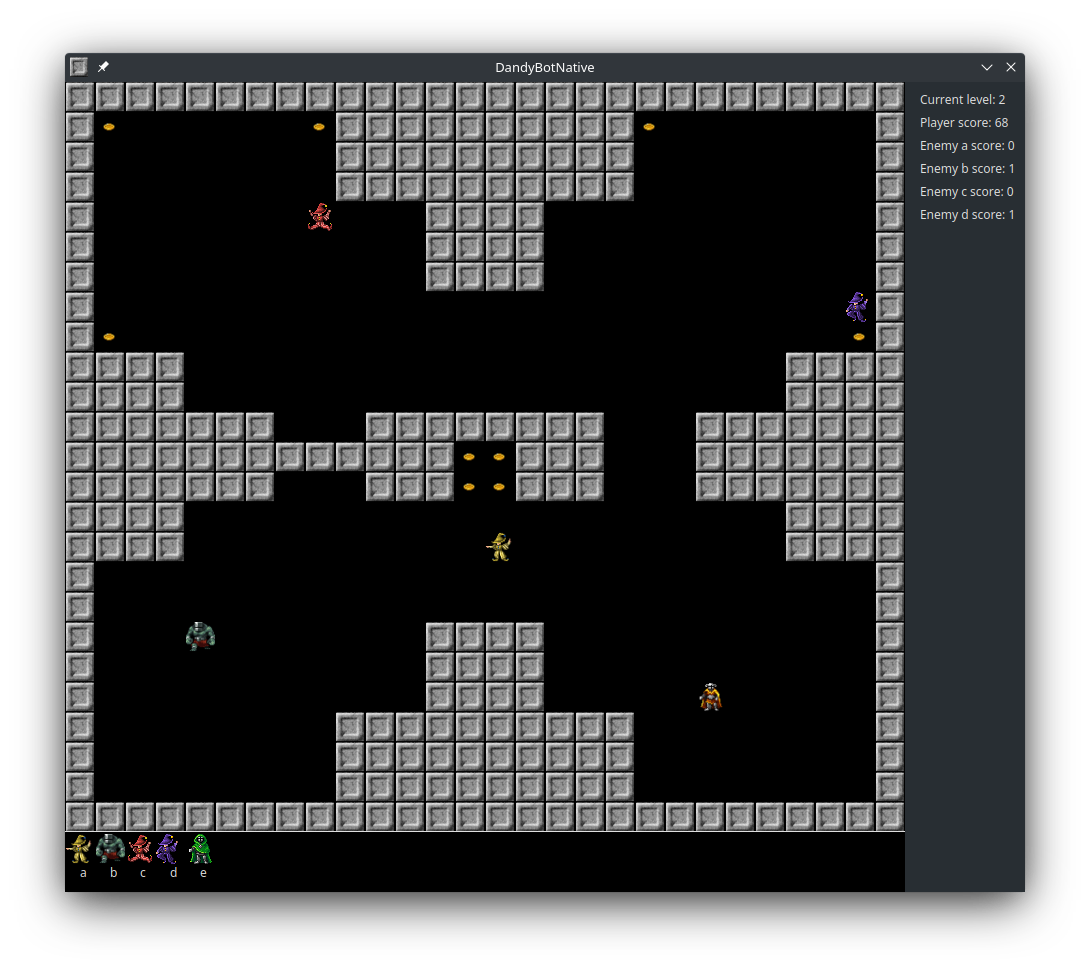 DandyBotNative
Current level: 2
Player score: 68
Enemy a score: 0
Enemy b score: 1
Enemy c score: 0
Enemy d score: 1
a b c d e